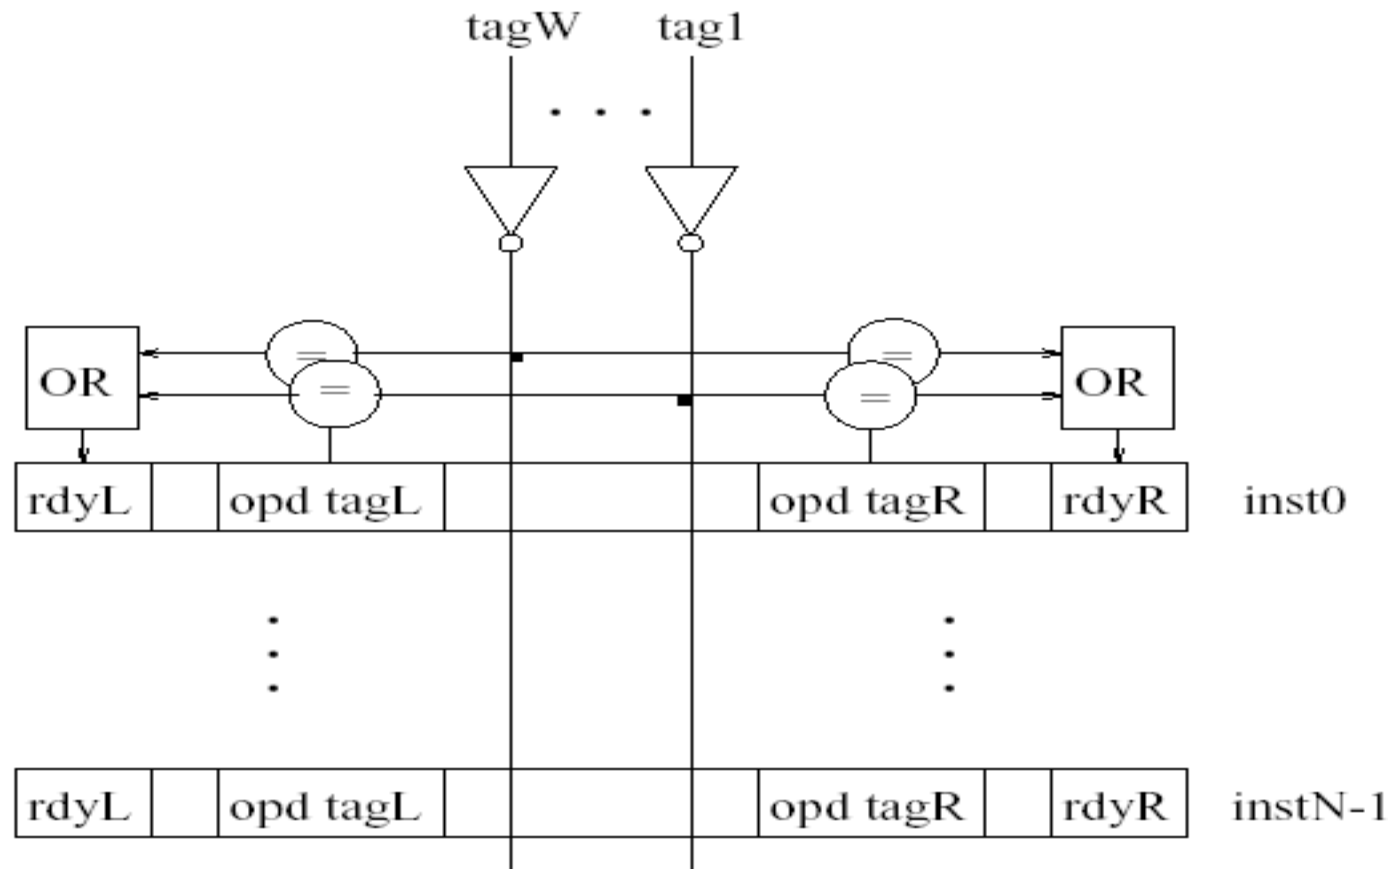 tagW tag1
. . .
= =
OR = = OR
rdyL opd tagL opd tagR rdyR inst0
rdyL opd tagL opd tagR rdyR instN-1